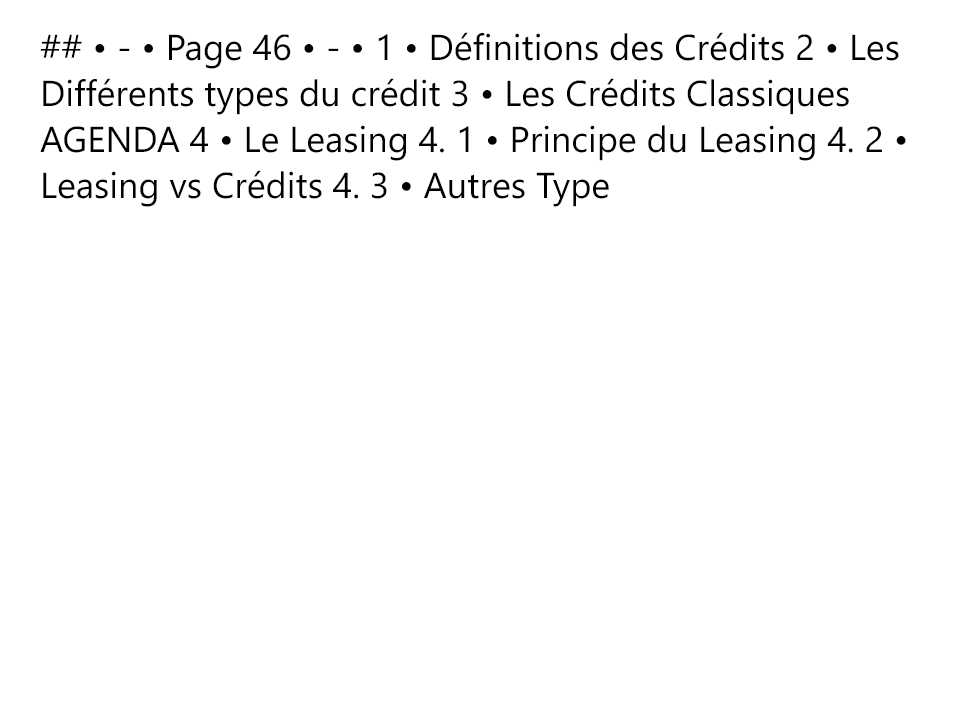 ## • - • Page 46 • - • 1 • Définitions des Crédits 2 • Les
Différents types du crédit 3 • Les Crédits Classiques
AGENDA 4 • Le Leasing 4. 1 • Principe du Leasing 4. 2 •
Leasing vs Crédits 4. 3 • Autres Type